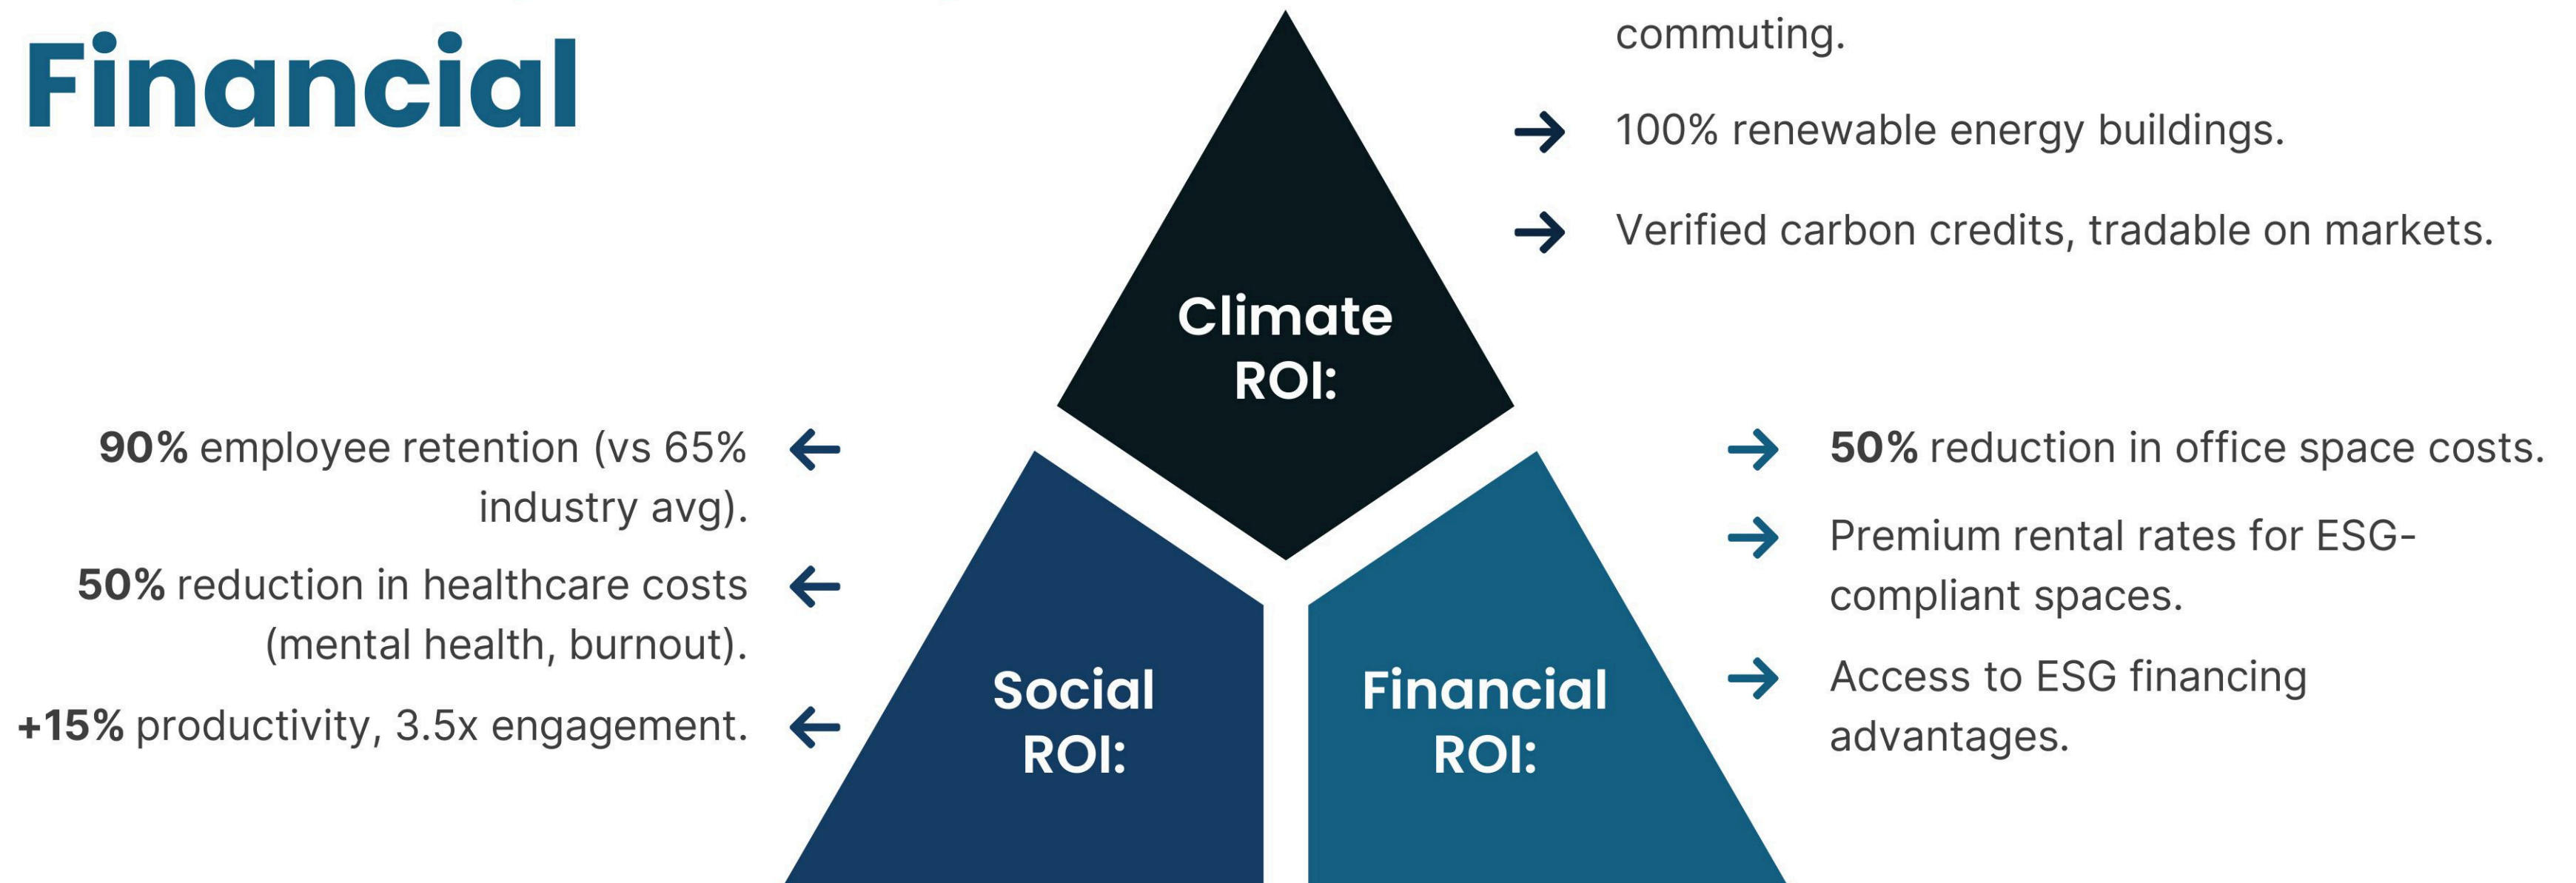 Financial
commuting.
100% renewable energy buildings.
Verified carbon credits, tradable on markets.
Climate
ROI:
90% employee retention (vs 65%
industry avg).
50% reduction in healthcare costs
(mental health, burnout).
+15% productivity, 3.5x engagement.
Social
ROI:
Financial
ROI:
50% reduction in office space costs.
Premium rental rates for ESG-
compliant spaces.
Access to ESG financing
advantages.